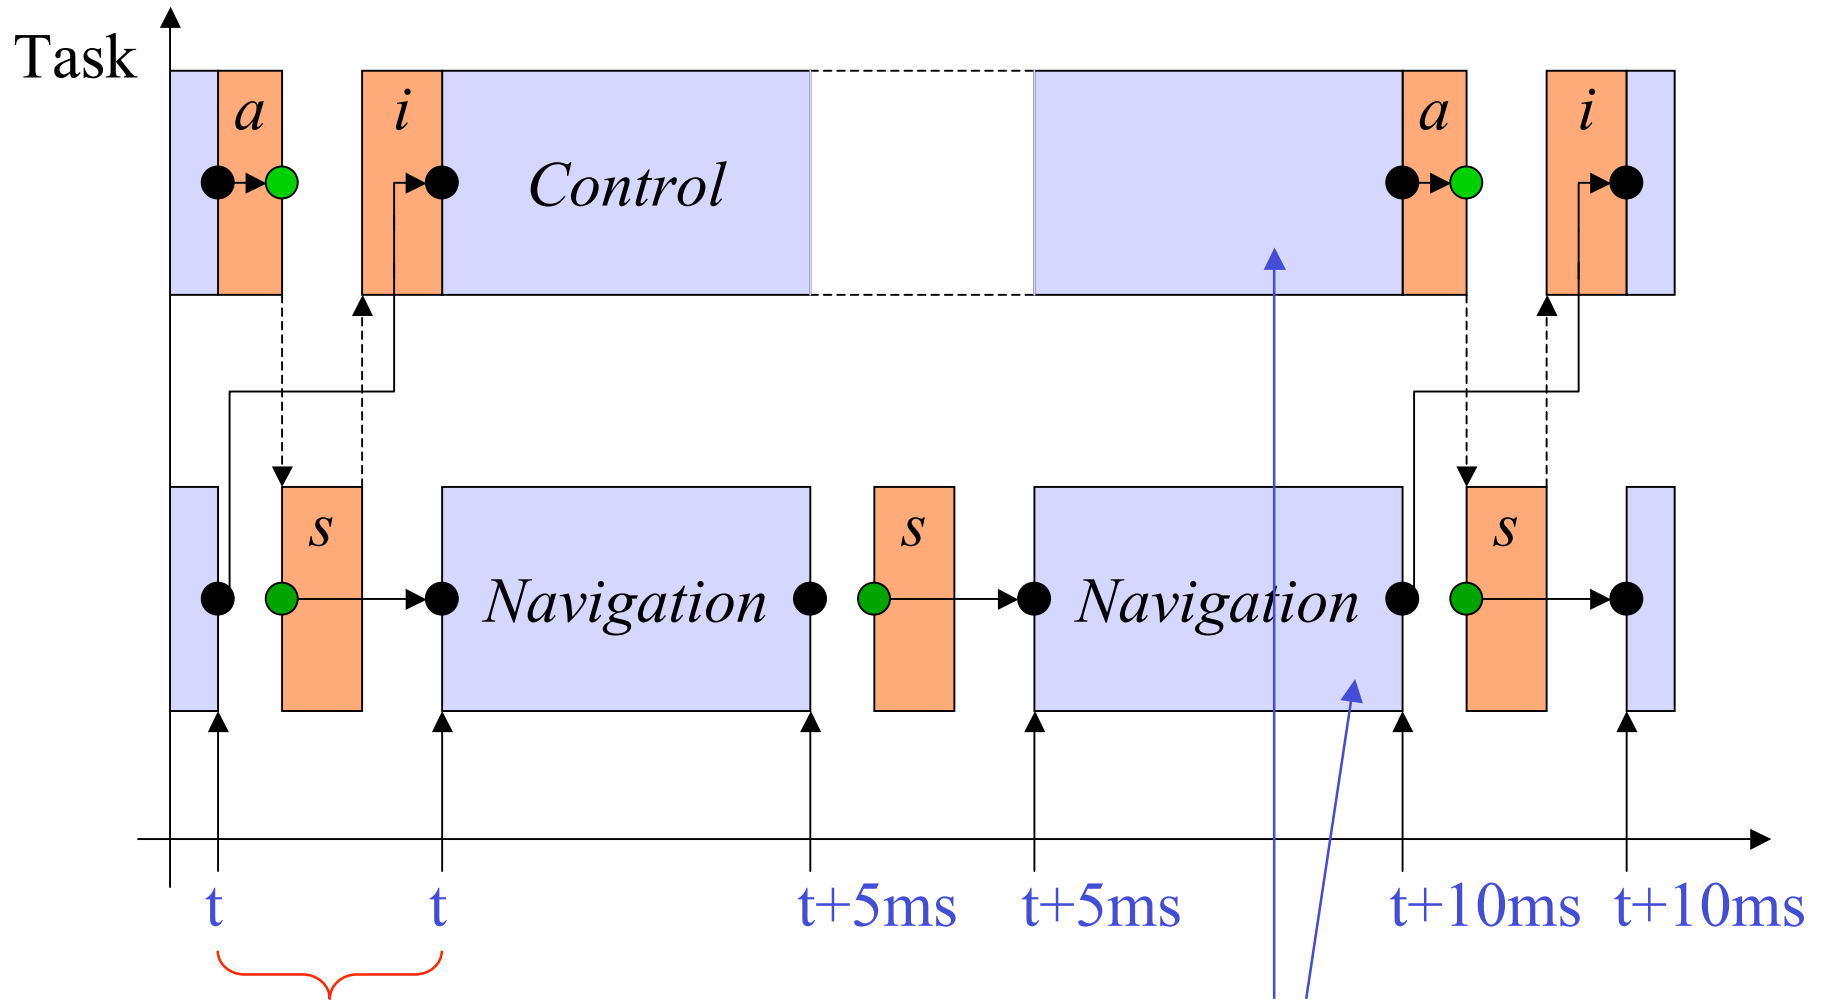 Task
a i a i
Control
s s s
Navigation Navigation
t t t+5ms t+5ms t+10ms t+10ms